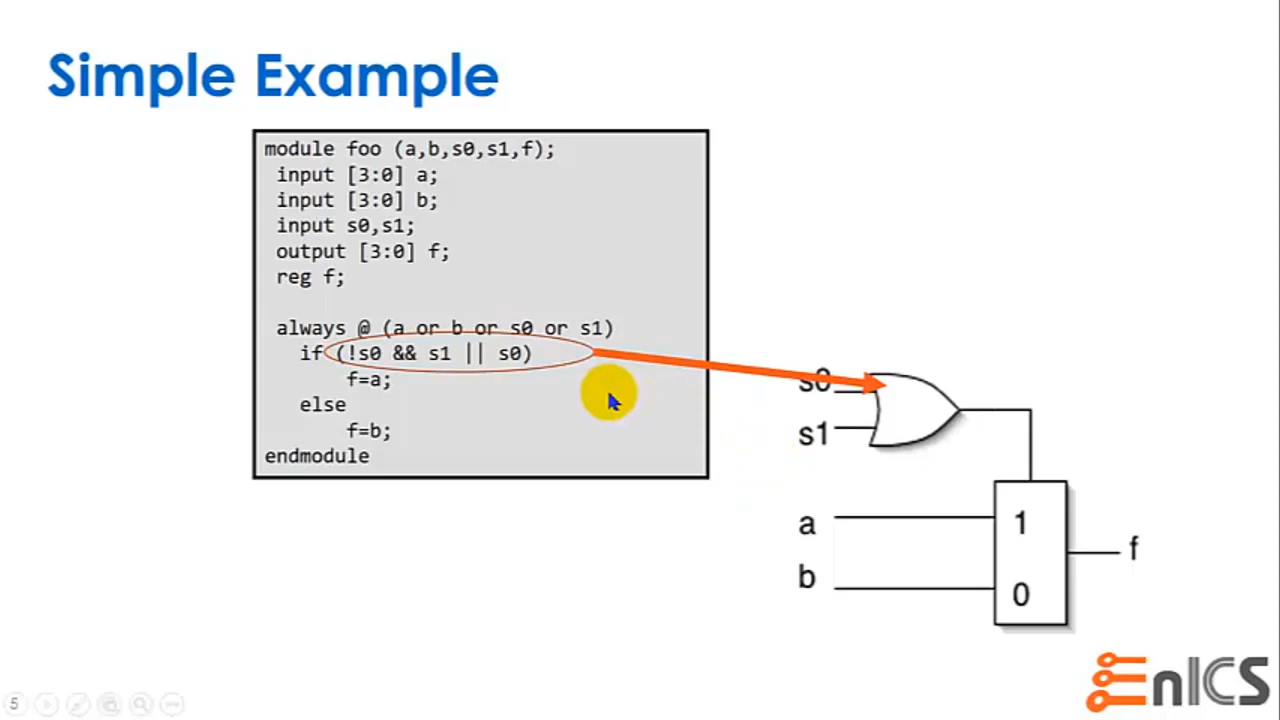 Simple Example
module foo (a,b,s0,s1,f);
input [3:0] a;
input [3:0] b;
input s0,s1;
output [3:0] f;
reg f;
always @ (a or b or s0 or s1)
if (!s0 && s1 || s0)
f=a;
else
f=b;
endmodule
s0
s1
a
1
f
b
0
5
EnICS